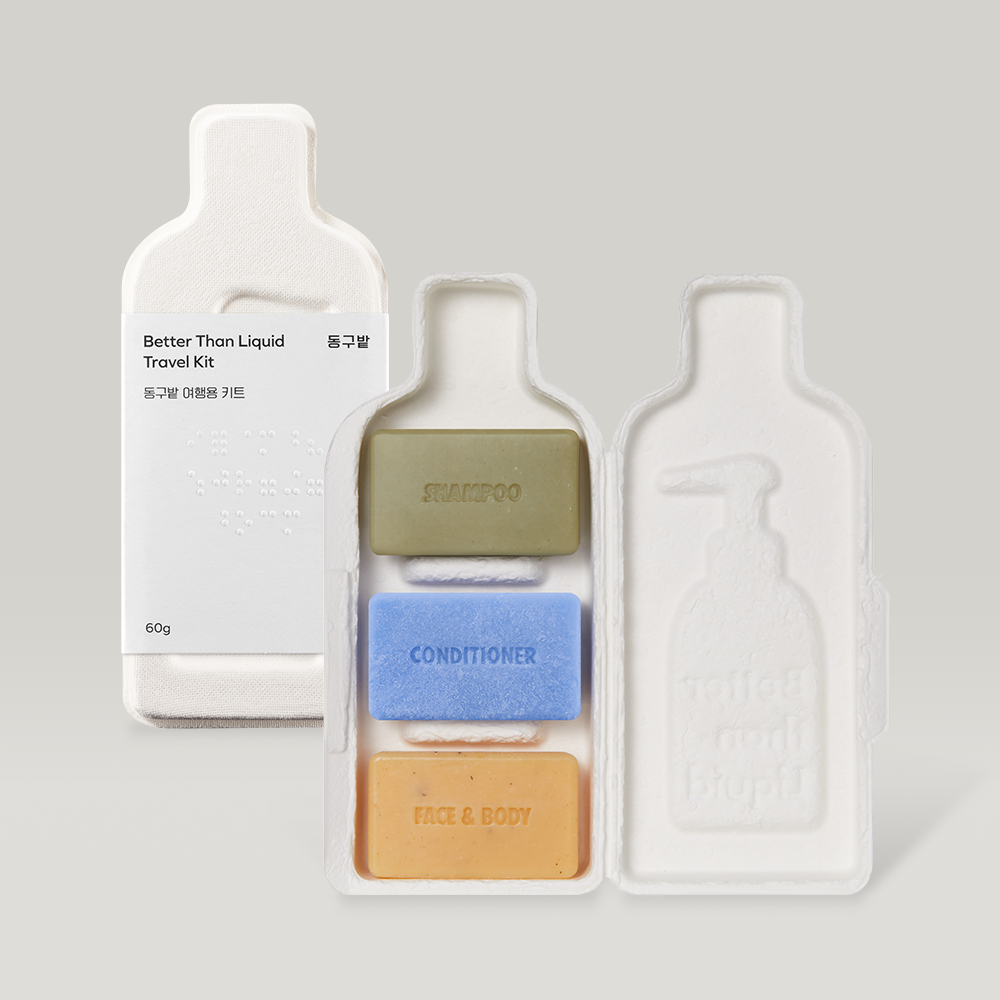 Better Than Liquid
Travel Kit
동구밭
동구밭 여행용 키트
60g
SHAMPOO
CONDITIONER
FACE & BODY
Better
than
Liquid